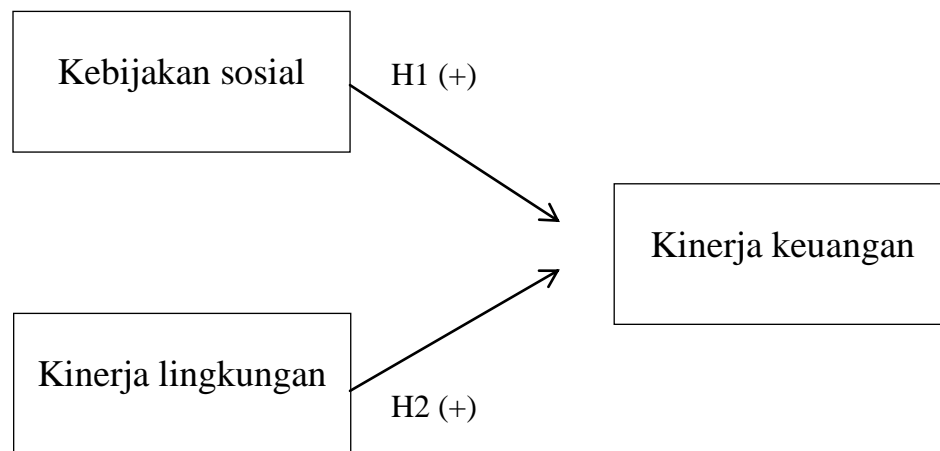 Kebijakan sosial
H1 (+)
Kinerja keuangan
Kinerja lingkungan
H2 (+)